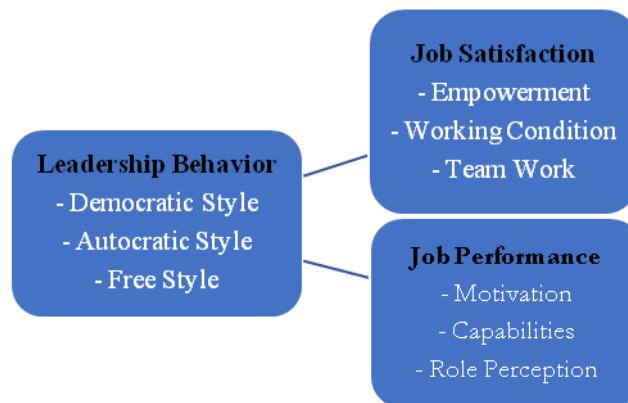 Leadership Behavior
- Democratic Style
- Autocratic Style
- Free Style
Job Satisfaction
- Empowerment
- Working Condition
- Team Work
Job Performance
- Motivation
- Capabilities
- Role Perception